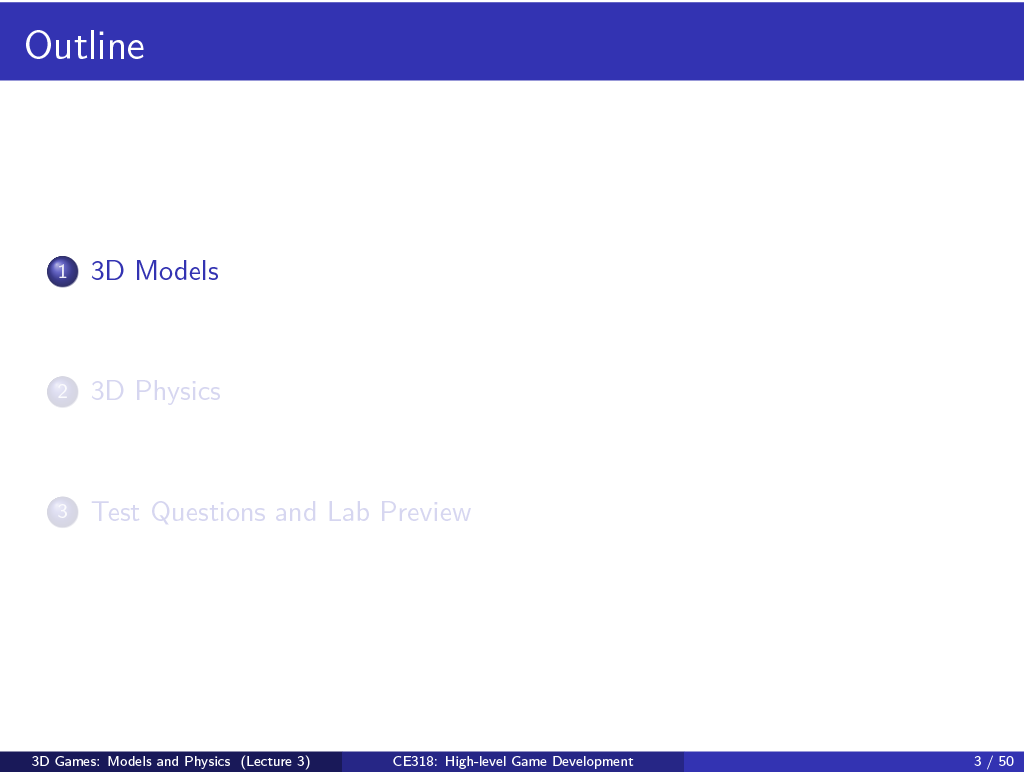 Outline
1 3D Models
2 3D Physics
3 Test Questions and Lab Preview
3D Games: Models and Physics (Lecture 3) CE318: High-level Game Development 3 / 50